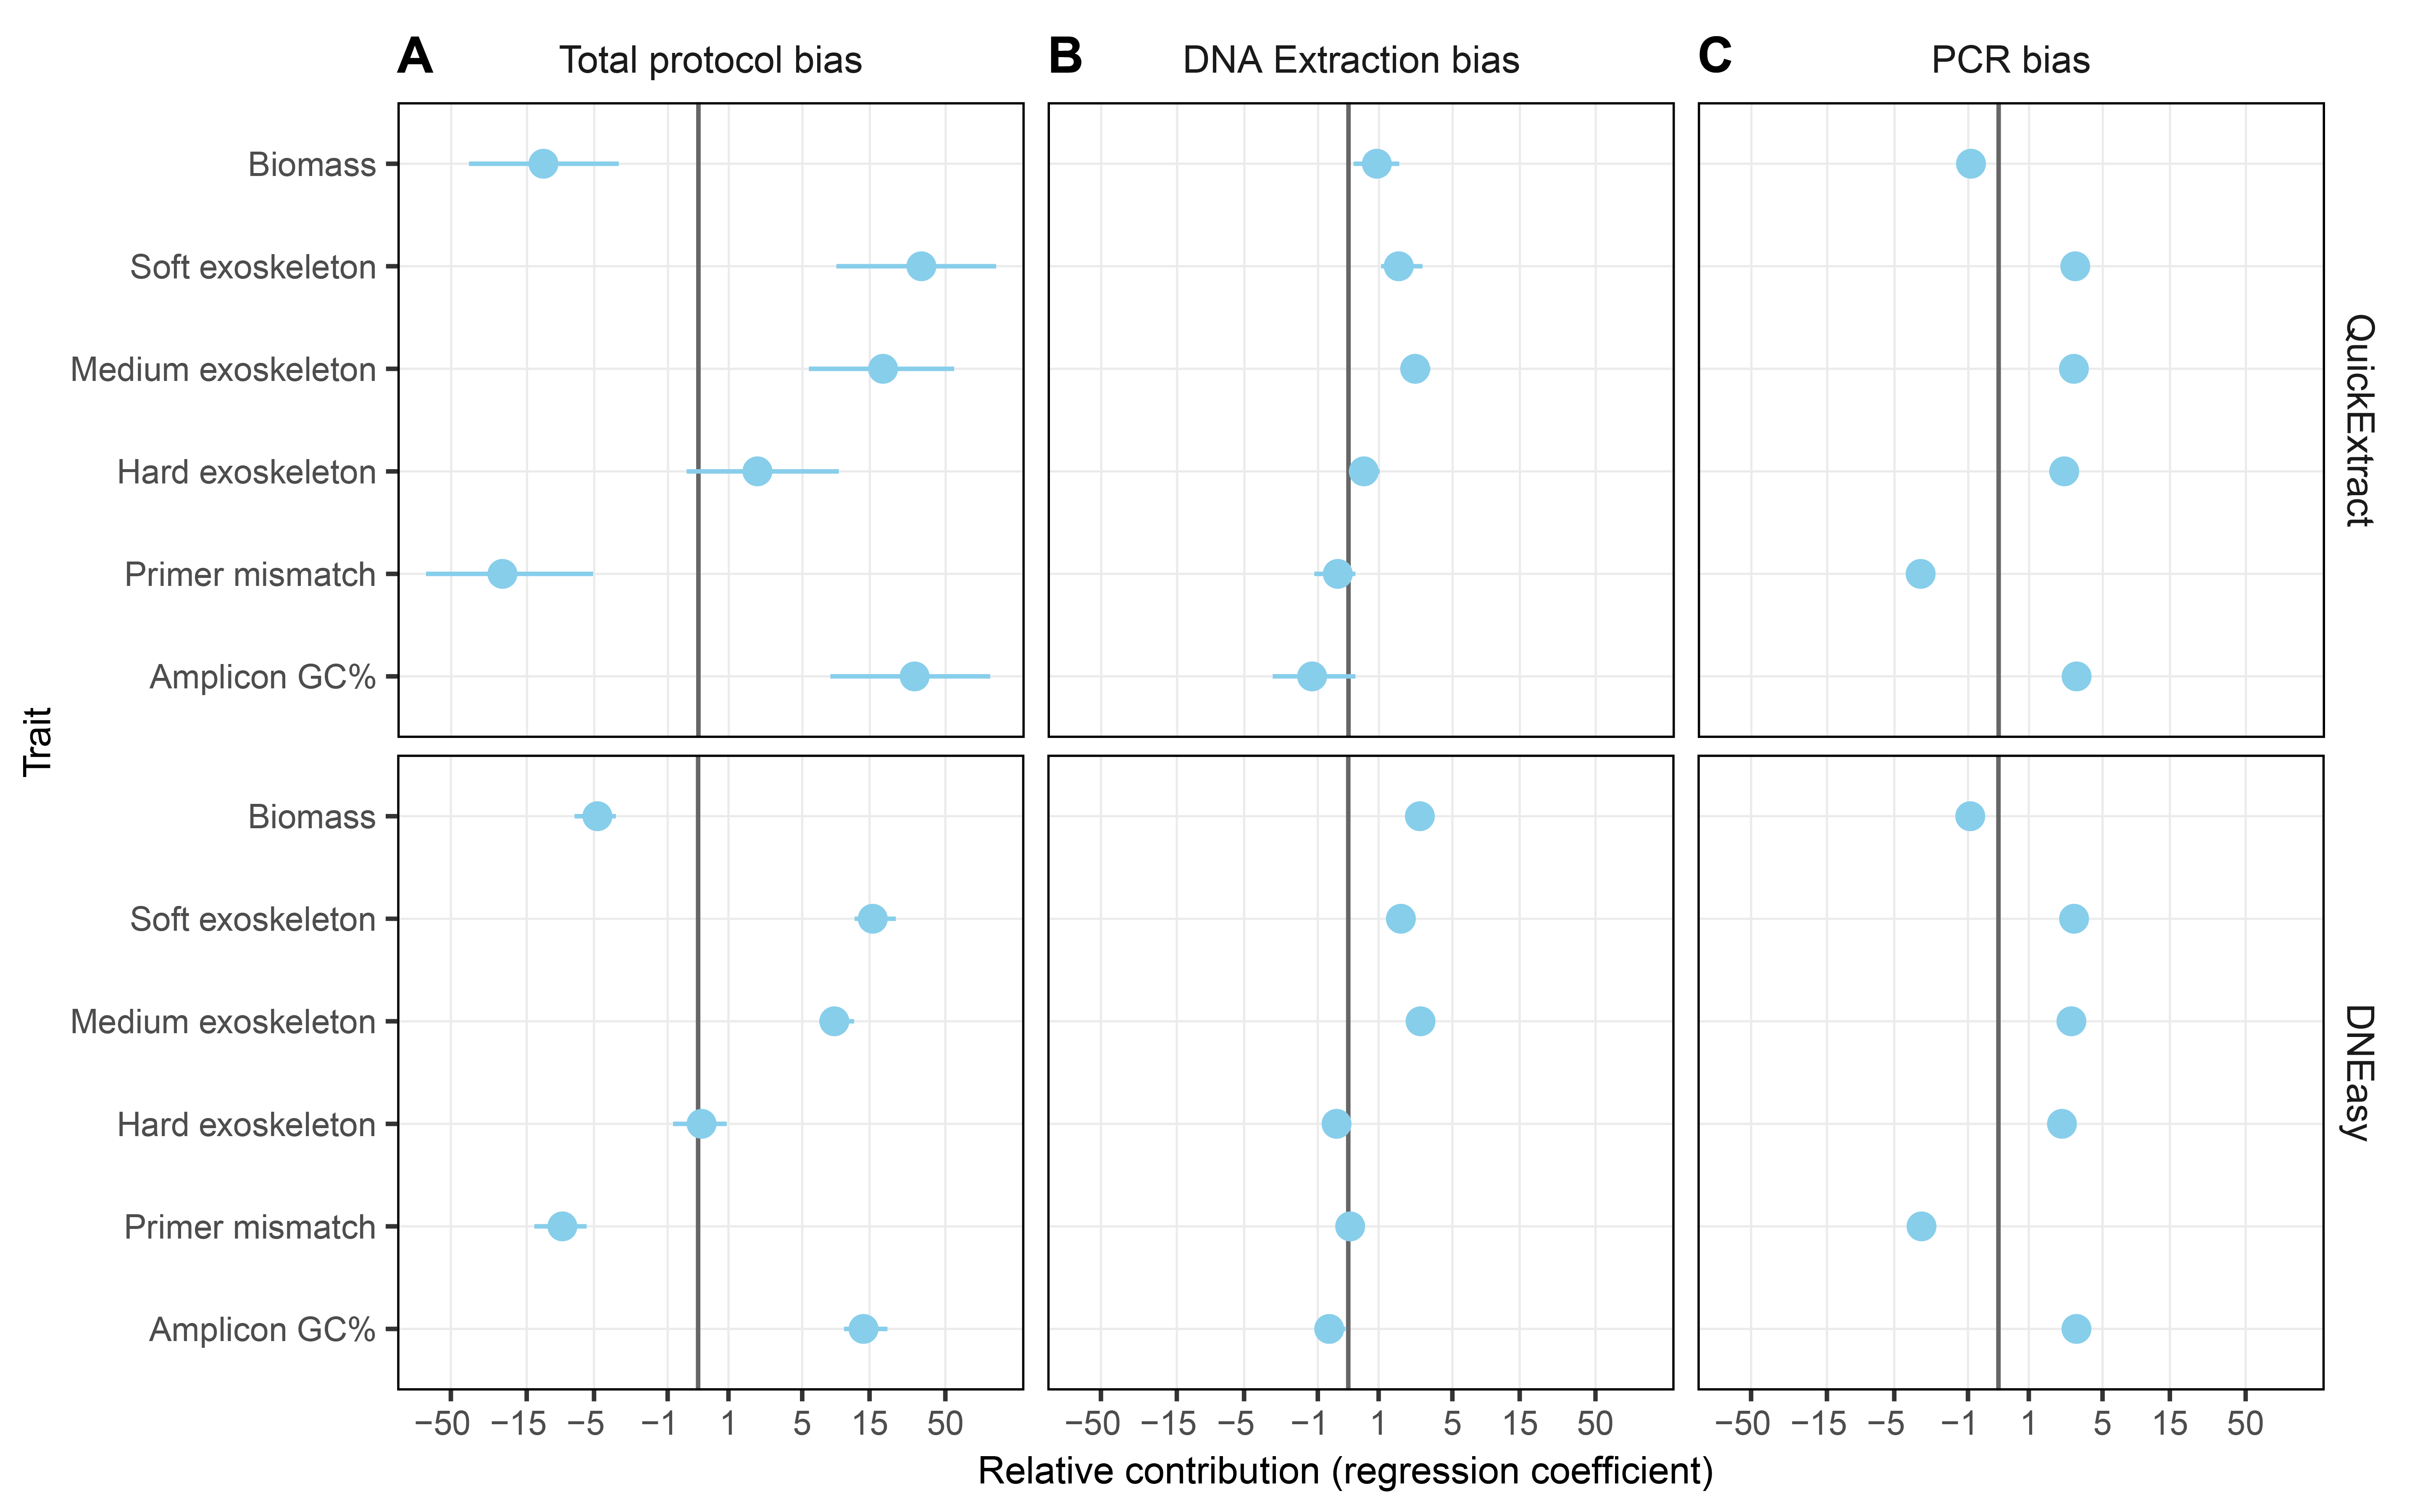 A Total protocol bias B DNA Extraction bias C PCR bias
Biomass
Soft exoskeleton
Medium exoskeleton
Hard exoskeleton
Primer mismatch
Amplicon GC%
QuickExtract
Trait
Biomass
Soft exoskeleton
Medium exoskeleton
Hard exoskeleton
Primer mismatch
Amplicon GC%
DNEasy
−50 −15 −5 −1 1 5 15 50 −50 −15 −5 −1 1 5 15 50 −50 −15 −5 −1 1 5 15 50
Relative contribution (regression coefficient)